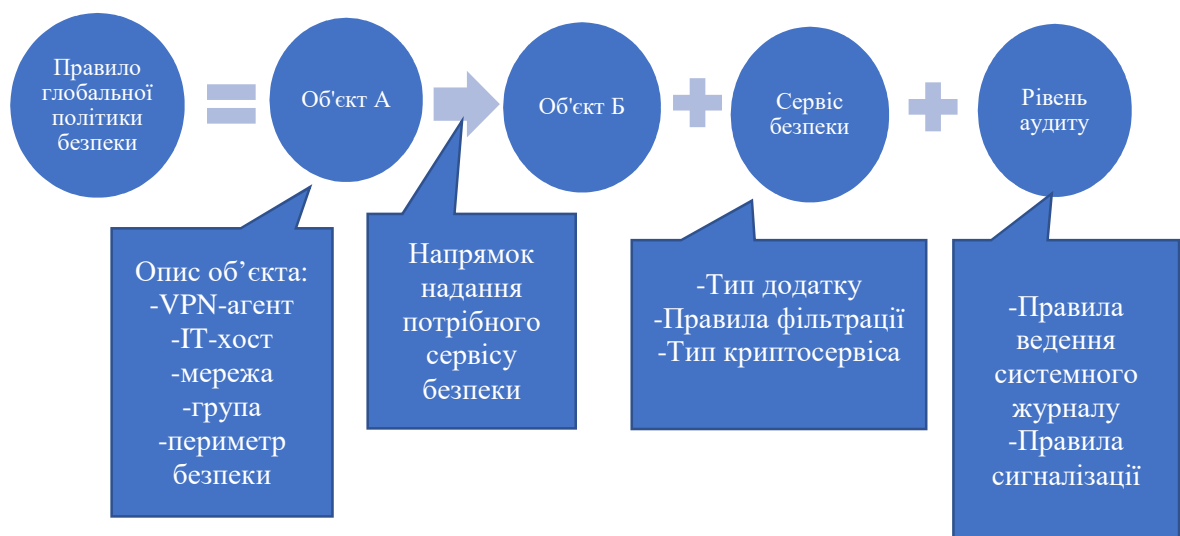 Правило
глобальної
політики
безпеки
Об'єкт А
Об'єкт Б
Сервіс
безпеки
Рівень
аудиту
Опис об’єкта:
-VPN-агент
-ІТ-хост
-мережа
-група
-периметр
безпеки
Напрямок
надання
потрібного
сервісу
безпеки
-Тип додатку
-Правила фільтрації
-Тип криптосервіса
-Правила
ведення
системного
журналу
-Правила
сигналізації